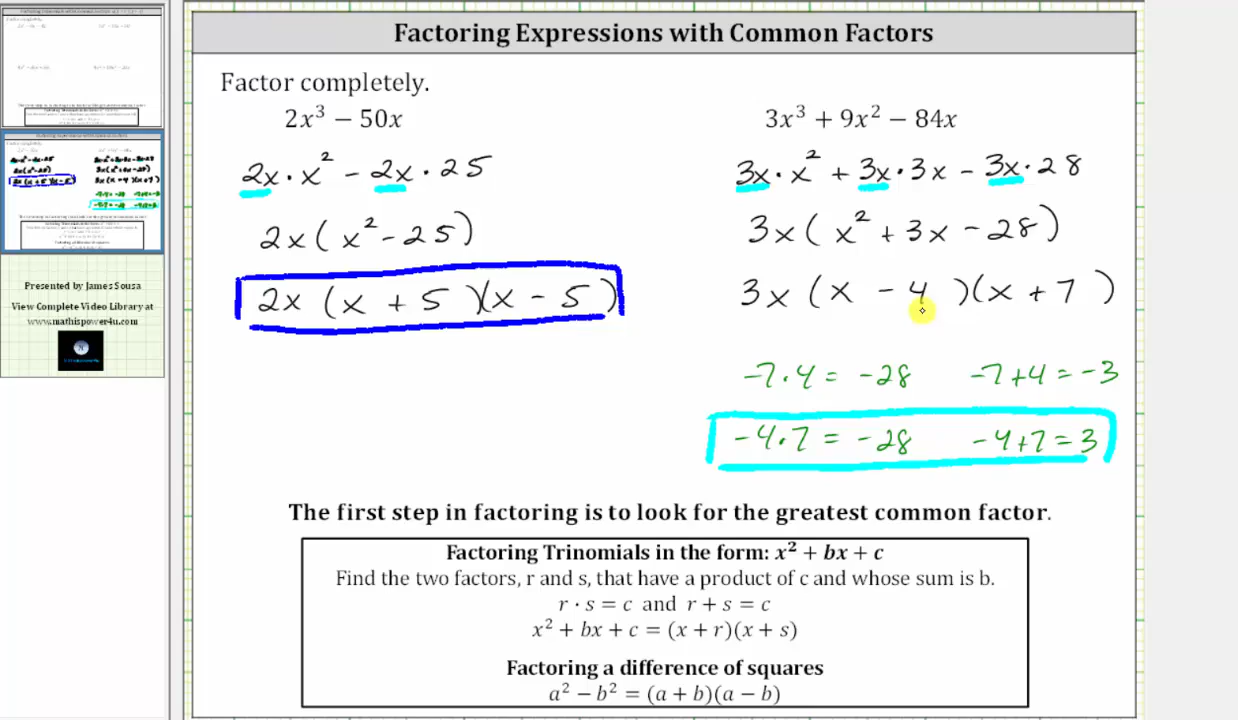 Factoring Expressions with Common Factors
Factor completely.
2x³ − 50x
2x · x² − 2x · 25
2x ( x² − 25 )
2x ( x + 5 )( x − 5 )
3x³ + 9x² − 84x
3x · x² + 3x · 3x − 3x · 28
3x ( x² + 3x − 28 )
3x ( x − 4 )( x + 7 )
-7 · 4 = -28 -7 + 4 = -3
-4 · 7 = -28 -4 + 7 = 3
The first step in factoring is to look for the greatest common factor.
Factoring Trinomials in the form: x² + bx + c
Find the two factors, r and s, that have a product of c and whose sum is b.
r · s = c and r + s = c
x² + bx + c = (x + r)(x + s)
Factoring a difference of squares
a² − b² = (a + b)(a − b)
Presented by James Sousa
View Complete Video Library at
www.mathispower4u.com